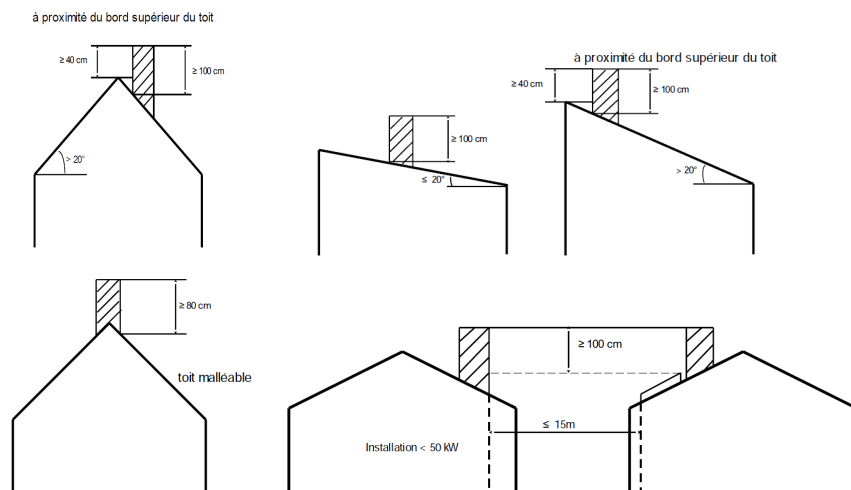 à proximité du bord supérieur du toit
≥ 40 cm
≥ 100 cm
> 20°
≥ 100 cm
≤ 20°
à proximité du bord supérieur du toit
≥ 40 cm
≥ 100 cm
> 20°
≥ 80 cm
toit malléable
≥ 100 cm
≤ 15m
Installation < 50 kW